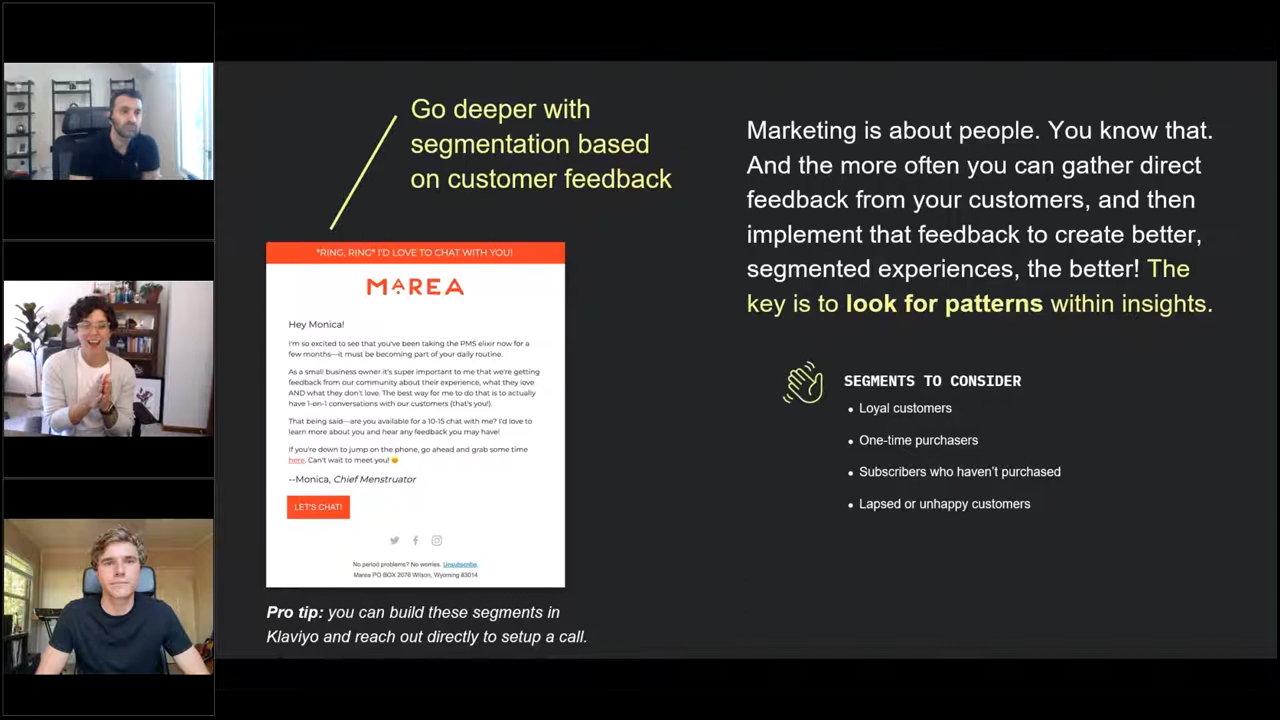 Go deeper with
segmentation based
on customer feedback
*RING, RING* I'D LOVE TO CHAT WITH YOU!
MAREA
Hey Monica!
I'm so excited to see that you've been taking the PMS elixir now for a
few months—it must be becoming part of your daily routine.
As a small business owner it's super important to me that we're getting
feedback from our community about their experience, what they love
AND what they don't love. The best way for me to do that is to actually
have 1-on-1 conversations with our customers (that's you!).
That being said—are you available for a 10-15 chat with me? I'd love to
learn more about you and hear any feedback you may have!
If you're down to jump on the phone, go ahead and grab some time
here. Can't wait to meet you! 😊
--Monica, Chief Menstruator
LET'S CHAT!
No period problems? No worries. Unsubscribe.
Marea PO BOX 2076 Wilson, Wyoming 83014
Pro tip: you can build these segments in
Klaviyo and reach out directly to setup a call.
Marketing is about people. You know that.
And the more often you can gather direct
feedback from your customers, and then
implement that feedback to create better,
segmented experiences, the better! The
key is to look for patterns within insights.
SEGMENTS TO CONSIDER
• Loyal customers
• One-time purchasers
• Subscribers who haven't purchased
• Lapsed or unhappy customers